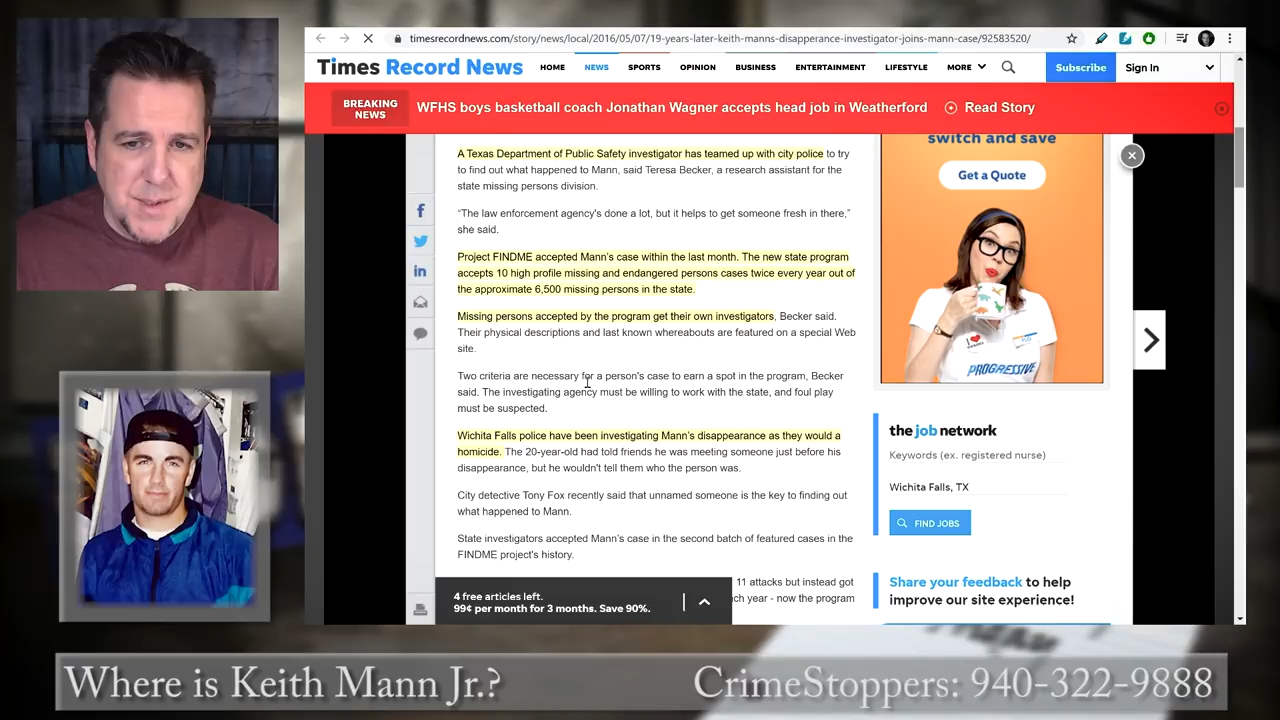 timesrecordnews.com/story/news/local/2016/05/07/19-years-later-keith-manns-disapperance-investigator-joins-mann-case/92583520/
Times Record News
HOME
NEWS
SPORTS
OPINION
BUSINESS
ENTERTAINMENT
LIFESTYLE
MORE
Subscribe
Sign In
BREAKING
NEWS
WFHS boys basketball coach Jonathan Wagner accepts head job in Weatherford
Read Story
A Texas Department of Public Safety investigator has teamed up with city police to try
to find out what happened to Mann, said Teresa Becker, a research assistant for the
state missing persons division.
“The law enforcement agency's done a lot, but it helps to get someone fresh in there,”
she said.
Project FINDME accepted Mann's case within the last month. The new state program
accepts 10 high profile missing and endangered persons cases twice every year out of
the approximate 6,500 missing persons in the state.
Missing persons accepted by the program get their own investigators, Becker said.
Their physical descriptions and last known whereabouts are featured on a special Web
site.
Two criteria are necessary for a person's case to earn a spot in the program, Becker
said. The investigating agency must be willing to work with the state, and foul play
must be suspected.
Wichita Falls police have been investigating Mann's disappearance as they would a
homicide. The 20-year-old had told friends he was meeting someone just before his
disappearance, but he wouldn't tell them who the person was.
City detective Tony Fox recently said that unnamed someone is the key to finding out
what happened to Mann.
State investigators accepted Mann's case in the second batch of featured cases in the
FINDME project's history.
11 attacks but instead got
each year - now the program
4 free articles left.
99¢ per month for 3 months. Save 90%.
switch and save
Get a Quote
PROGRESSIVE
the job network
Keywords (ex. registered nurse)
Wichita Falls, TX
FIND JOBS
Share your feedback to help
improve our site experience!
Where is Keith Mann Jr.?
CrimeStoppers: 940-322-9888